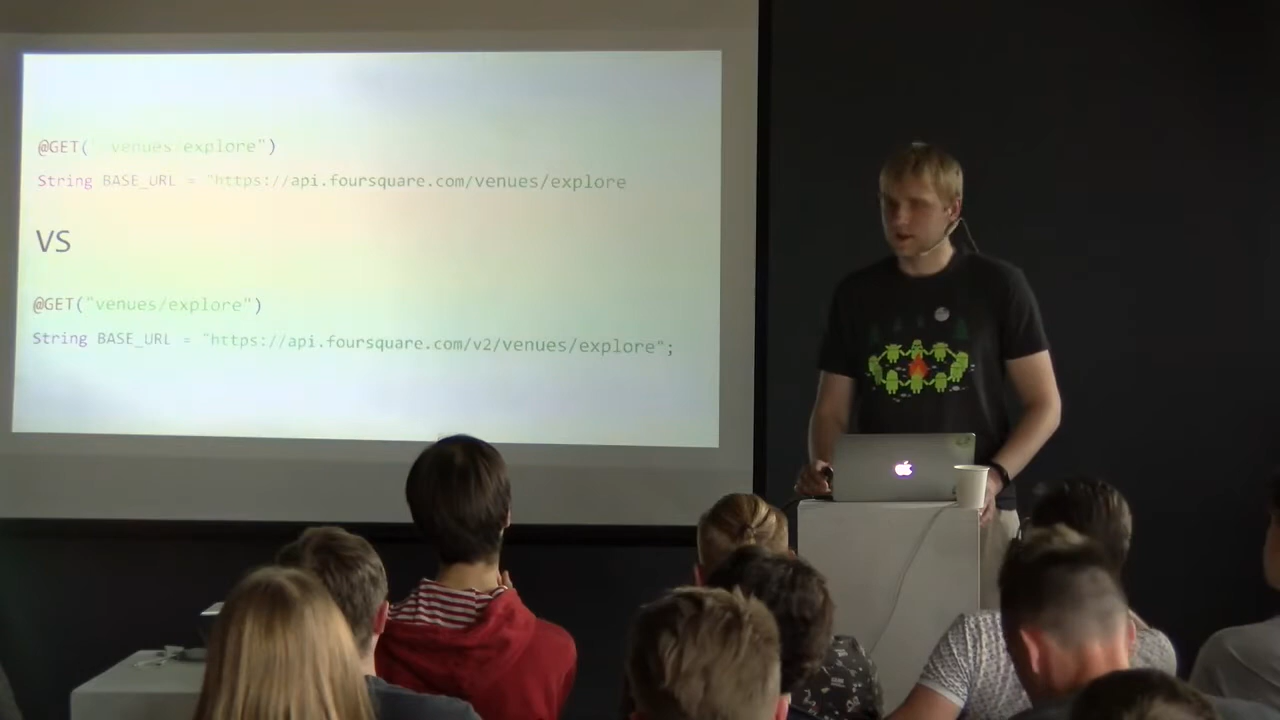 @GET("/venues/explore")
String BASE_URL = "https://api.foursquare.com/venues/explore
VS
@GET("venues/explore")
String BASE_URL = "https://api.foursquare.com/v2/venues/explore";